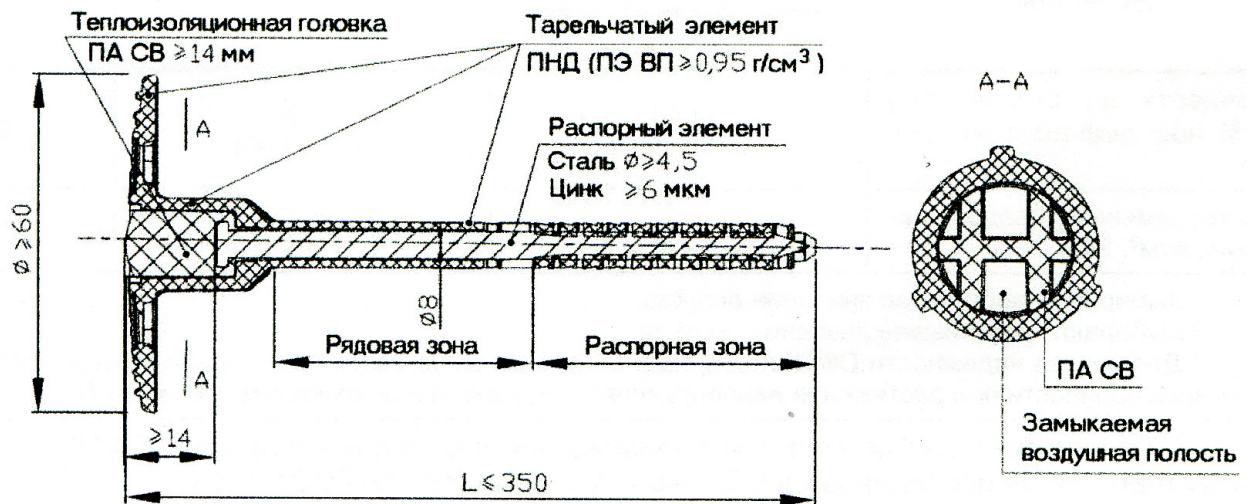 Теплоизоляционная головка
ПА СВ ≥14 мм
Тарельчатый элемент
ПНД (ПЭ ВП ≥0,95 г/см³ )
Распорный элемент
Сталь Ø≥4,5
Цинк ≥6 мкм
А-А
А
Ø ≥60
Ø8
Рядовая зона
Распорная зона
А
≥14
L≤350
ПА СВ
Замыкаемая
воздушная полость